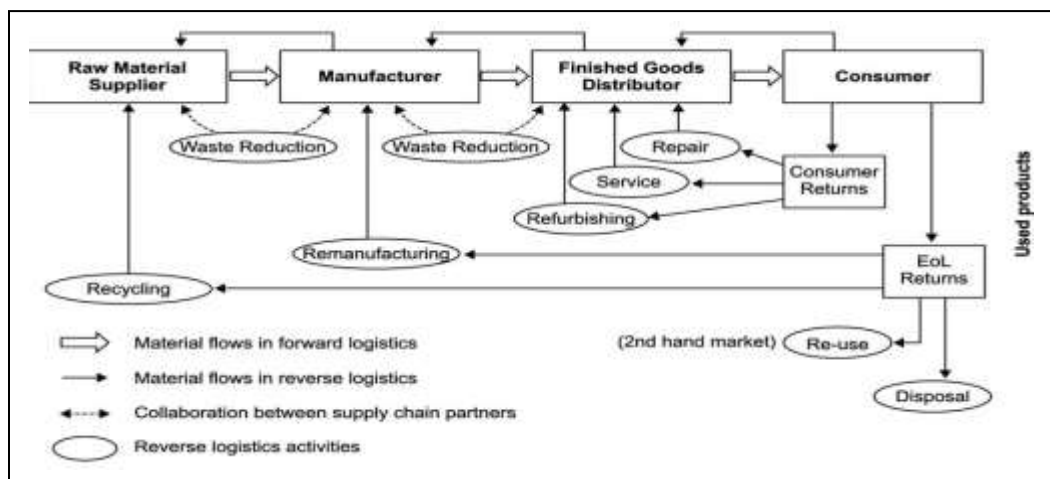 Raw Material
Supplier
Manufacturer
Finished Goods
Distributor
Consumer
Waste Reduction
Waste Reduction
Repair
Service
Refurbishing
Consumer
Returns
Used products
Remanufacturing
EoL
Returns
Recycling
(2nd hand market)
Re-use
Disposal
Material flows in forward logistics
Material flows in reverse logistics
Collaboration between supply chain partners
Reverse logistics activities